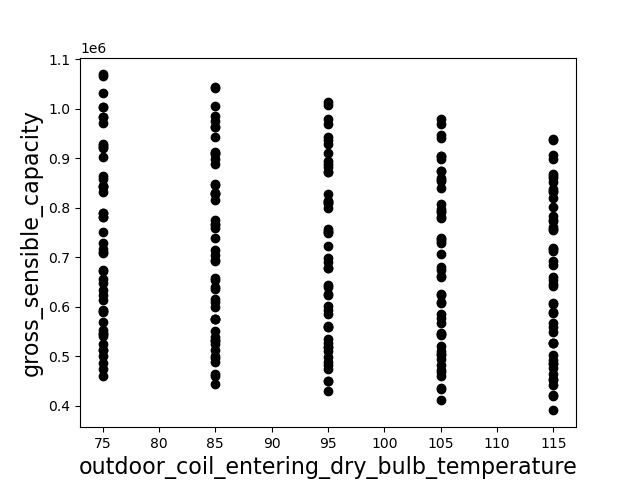 1e6
1.1
1.0
0.9
0.8
0.7
0.6
0.5
0.4
gross_sensible_capacity
75 80 85 90 95 100 105 110 115
outdoor_coil_entering_dry_bulb_temperature